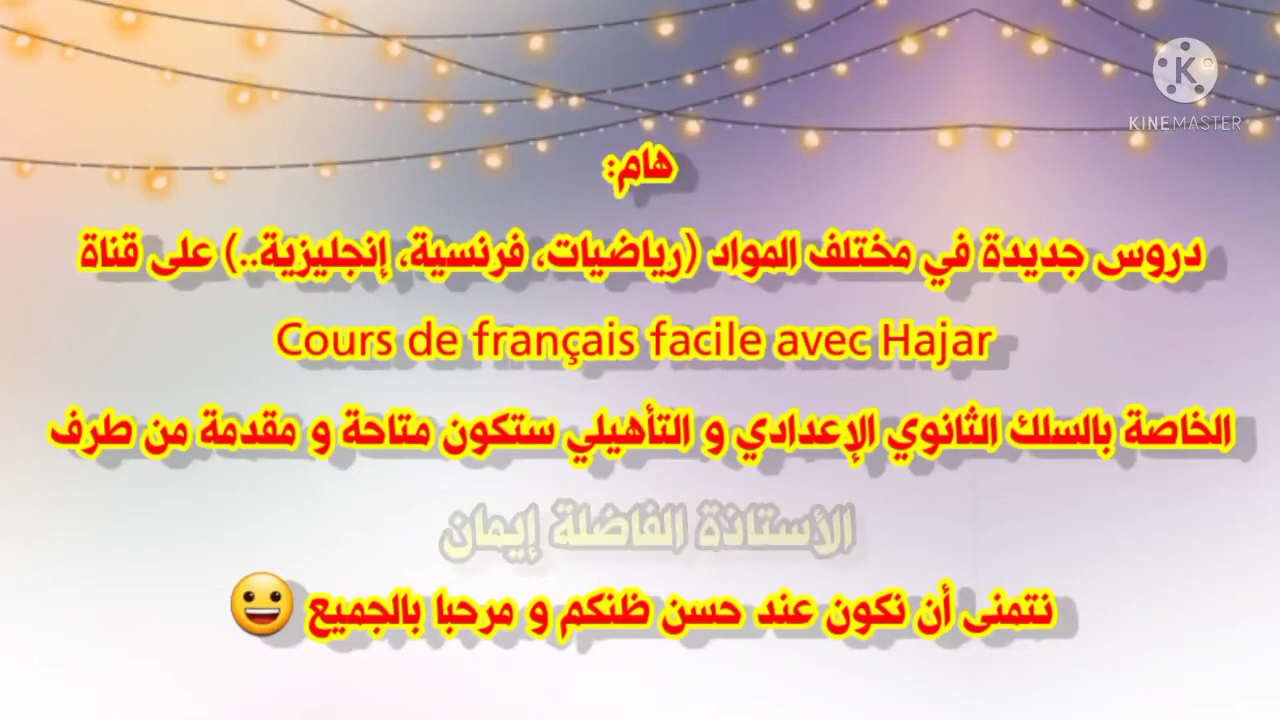 KINEMASTER
هام:
دروس جديدة في مختلف المواد (رياضيات، فرنسية، إنجليزية..) على قناة
Cours de français facile avec Hajar
الخاصة بالسلك الثانوي الإعدادي و التأهيلي ستكون متاحة و مقدمة من طرف
الأستاذة الفاضلة إيمان
نتمنى أن نكون عند حسن ظنكم و مرحبا بالجميع 😀